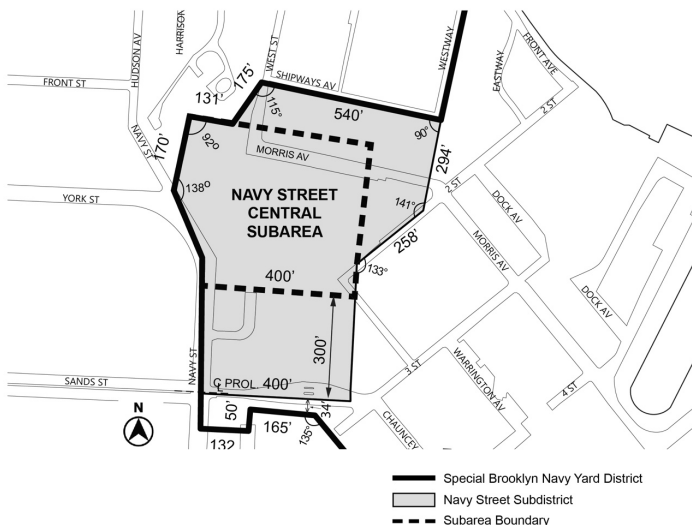 HARRISON
HUDSON AV
WEST ST
WESTWAY
FRONT AVE
EASTWAY
SHIPWAYS AV
FRONT ST
175'
131'
115°
540'
90°
2 ST
NAVY ST
170'
92°
MORRIS AV
294'
138°
NAVY STREET
CENTRAL
SUBAREA
141°
2 ST
DOCK AV
YORK ST
258'
MORRIS AV
133°
400'
DOCK AV
300'
NAVY ST
3 ST
WARRINGTON AV
SANDS ST
℄ PROL.
400'
4 ST
N
50'
34'
165'
135°
132
CHAUNCEY
Special Brooklyn Navy Yard District
Navy Street Subdistrict
Subarea Boundary